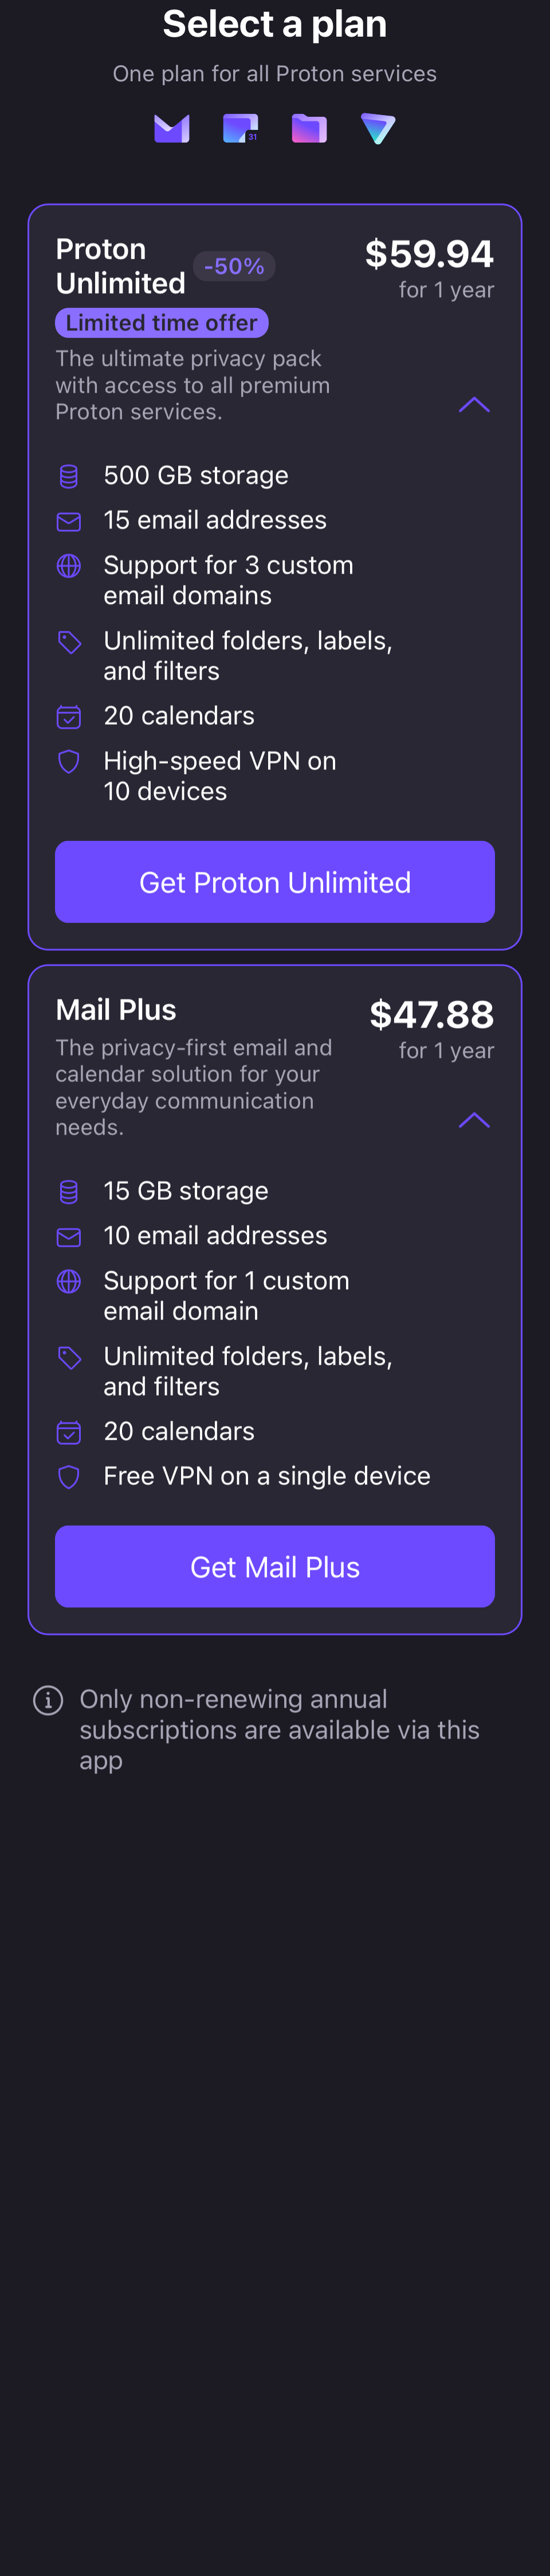 Select a plan
One plan for all Proton services
31
Proton
Unlimited
-50%
$59.94
for 1 year
Limited time offer
The ultimate privacy pack
with access to all premium
Proton services.
500 GB storage
15 email addresses
Support for 3 custom
email domains
Unlimited folders, labels,
and filters
20 calendars
High-speed VPN on
10 devices
Get Proton Unlimited
Mail Plus
$47.88
for 1 year
The privacy-first email and
calendar solution for your
everyday communication
needs.
15 GB storage
10 email addresses
Support for 1 custom
email domain
Unlimited folders, labels,
and filters
20 calendars
Free VPN on a single device
Get Mail Plus
Only non-renewing annual
subscriptions are available via this
app